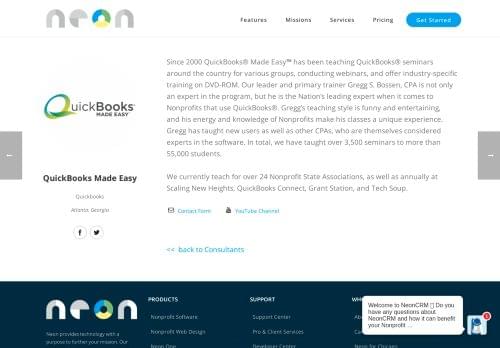 neon
Features
Missions
Services
Pricing
Get Started
QuickBooks
MADE EASY
QuickBooks Made Easy
Quickbooks
Atlanta, Georgia
Since 2000 QuickBooks® Made Easy™ has been teaching QuickBooks® seminars
around the country for various groups, conducting webinars, and offer industry-specific
training on DVD-ROM. Our leader and primary trainer Gregg S. Bossen, CPA is not only
an expert in the program, but he is the Nation's leading expert when it comes to
Nonprofits that use QuickBooks®. Gregg's teaching style is funny and entertaining,
and his energy and knowledge of Nonprofits make his classes a unique experience.
Gregg has taught new users as well as other CPAs, who are themselves considered
experts in the software. In total, we have taught over 3,500 seminars to more than
55,000 students.
We currently teach for over 24 Nonprofit State Associations, as well as annually at
Scaling New Heights, QuickBooks Connect, Grant Station, and Tech Soup.
Contact Form
YouTube Channel
<< back to Consultants
neon
Neon provides technology with a
purpose to further your mission. Our
PRODUCTS
Nonprofit Software
Nonprofit Web Design
Neon One
SUPPORT
Support Center
Pro & Client Services
Developer Center
Welcome to NeonCRM Do you
have any questions about
NeonCRM and how it can benefit
your Nonprofit ...
1